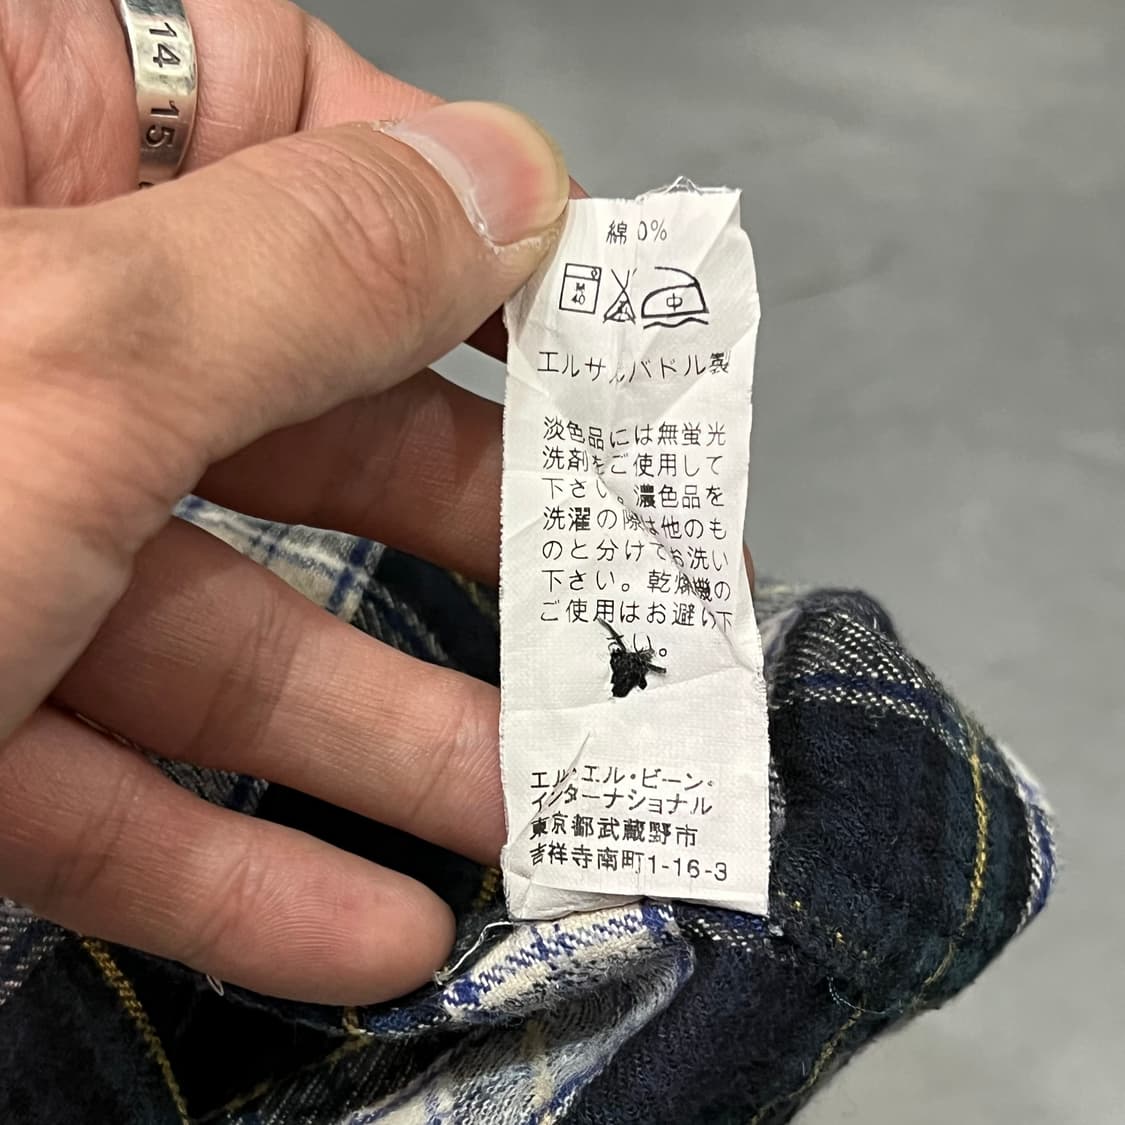 14 15
綿 0%
M
40
中
エルサルバドル製
淡色品には無蛍光
洗剤をご使用して
下さい。濃色品を
洗濯の際は他のも
のと分けてお洗い
下さい。乾燥機の
ご使用はお避け下
さい。
エル・エル・ビーン・
インターナショナル
東京都武蔵野市
吉祥寺南町1-16-3